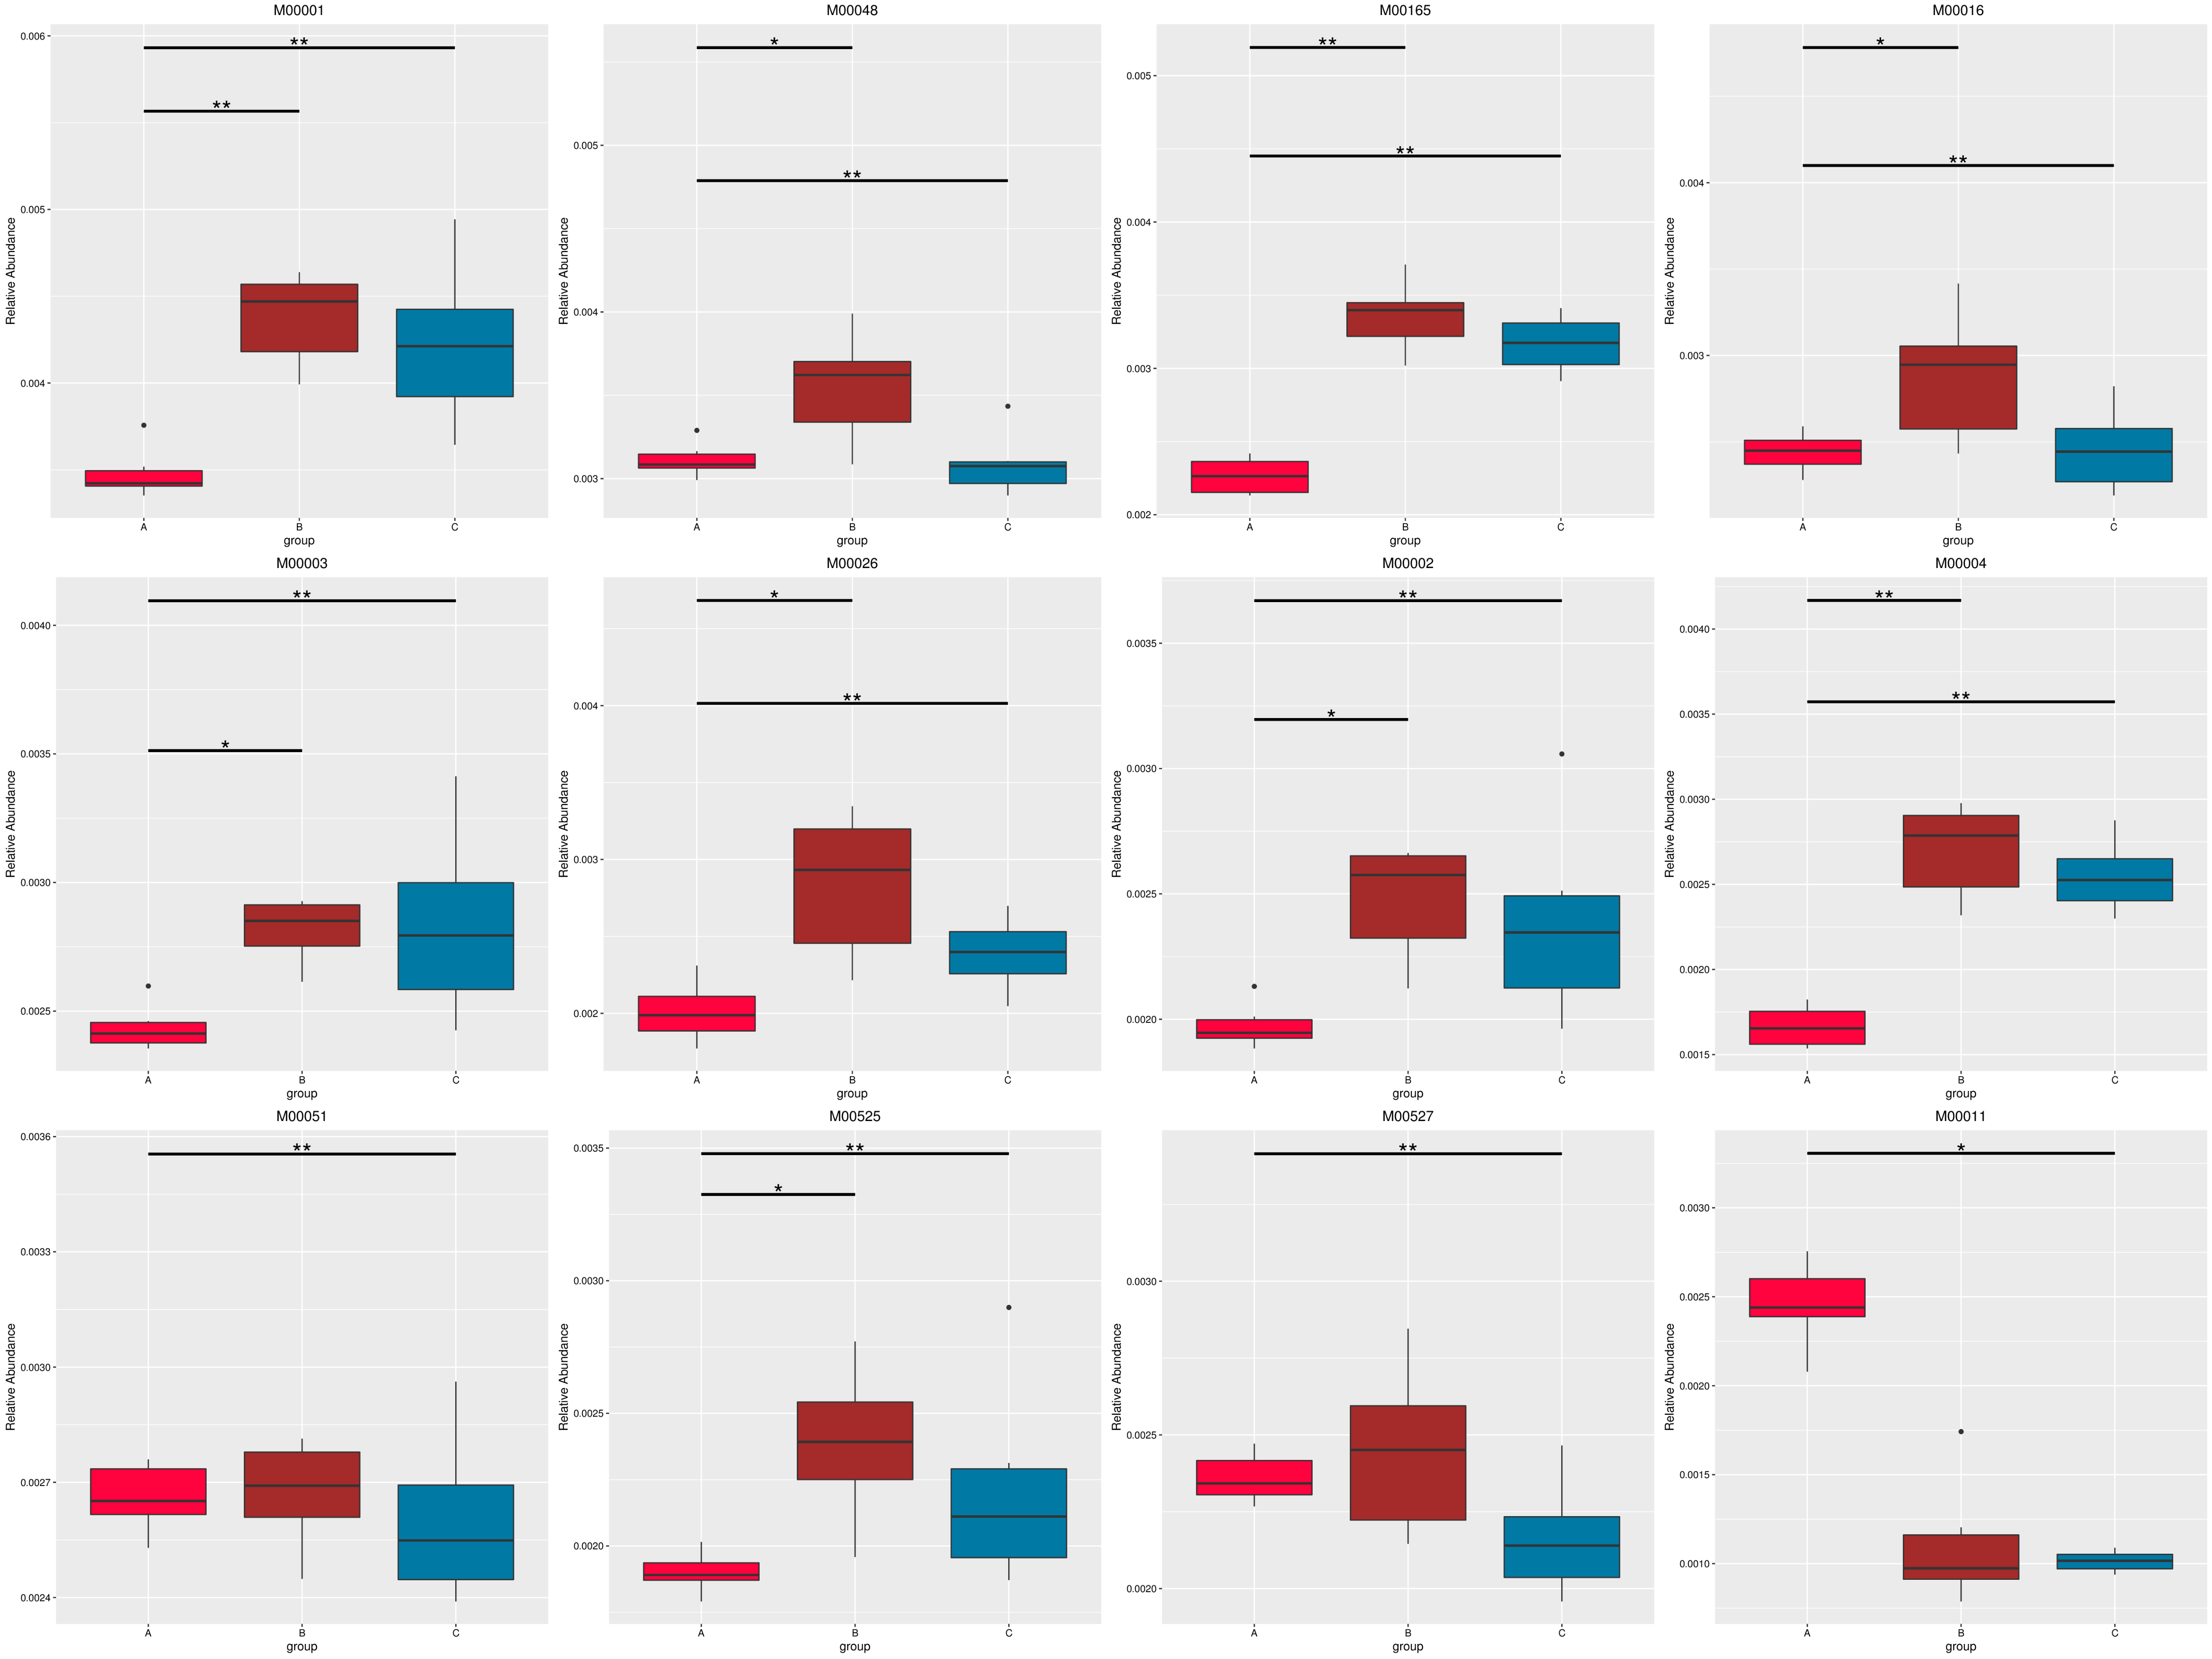 M00001
**
**
0.006
0.005
0.004
Relative Abundance
A B C
group
M00048
*
**
0.005
0.004
0.003
Relative Abundance
A B C
group
M00165
**
**
0.005
0.004
0.003
0.002
Relative Abundance
A B C
group
M00016
*
**
0.004
0.003
Relative Abundance
A B C
group
M00003
**
*
0.0040
0.0035
0.0030
0.0025
Relative Abundance
A B C
group
M00026
*
**
0.004
0.003
0.002
Relative Abundance
A B C
group
M00002
**
*
0.0035
0.0030
0.0025
0.0020
Relative Abundance
A B C
group
M00004
**
**
0.0040
0.0035
0.0030
0.0025
0.0020
0.0015
Relative Abundance
A B C
group
M00051
**
0.0036
0.0033
0.0030
0.0027
0.0024
Relative Abundance
A B C
group
M00525
**
*
0.0035
0.0030
0.0025
0.0020
Relative Abundance
A B C
group
M00527
**
0.0030
0.0025
0.0020
Relative Abundance
A B C
group
M00011
*
0.0030
0.0025
0.0020
0.0015
0.0010
Relative Abundance
A B C
group